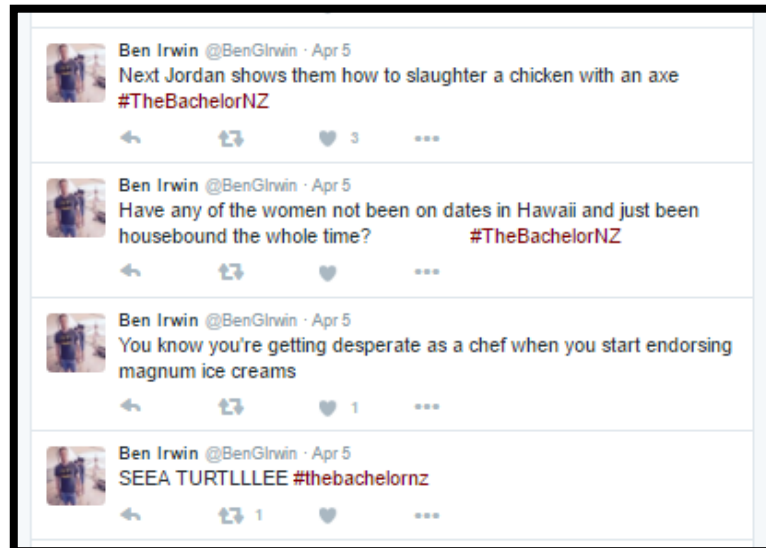 Ben Irwin @BenGIrwin · Apr 5
Next Jordan shows them how to slaughter a chicken with an axe
#TheBachelorNZ
3
Ben Irwin @BenGIrwin · Apr 5
Have any of the women not been on dates in Hawaii and just been
housebound the whole time? #TheBachelorNZ
Ben Irwin @BenGIrwin · Apr 5
You know you're getting desperate as a chef when you start endorsing
magnum ice creams
1
Ben Irwin @BenGIrwin · Apr 5
SEEA TURTLLLEE #thebachelornz
1